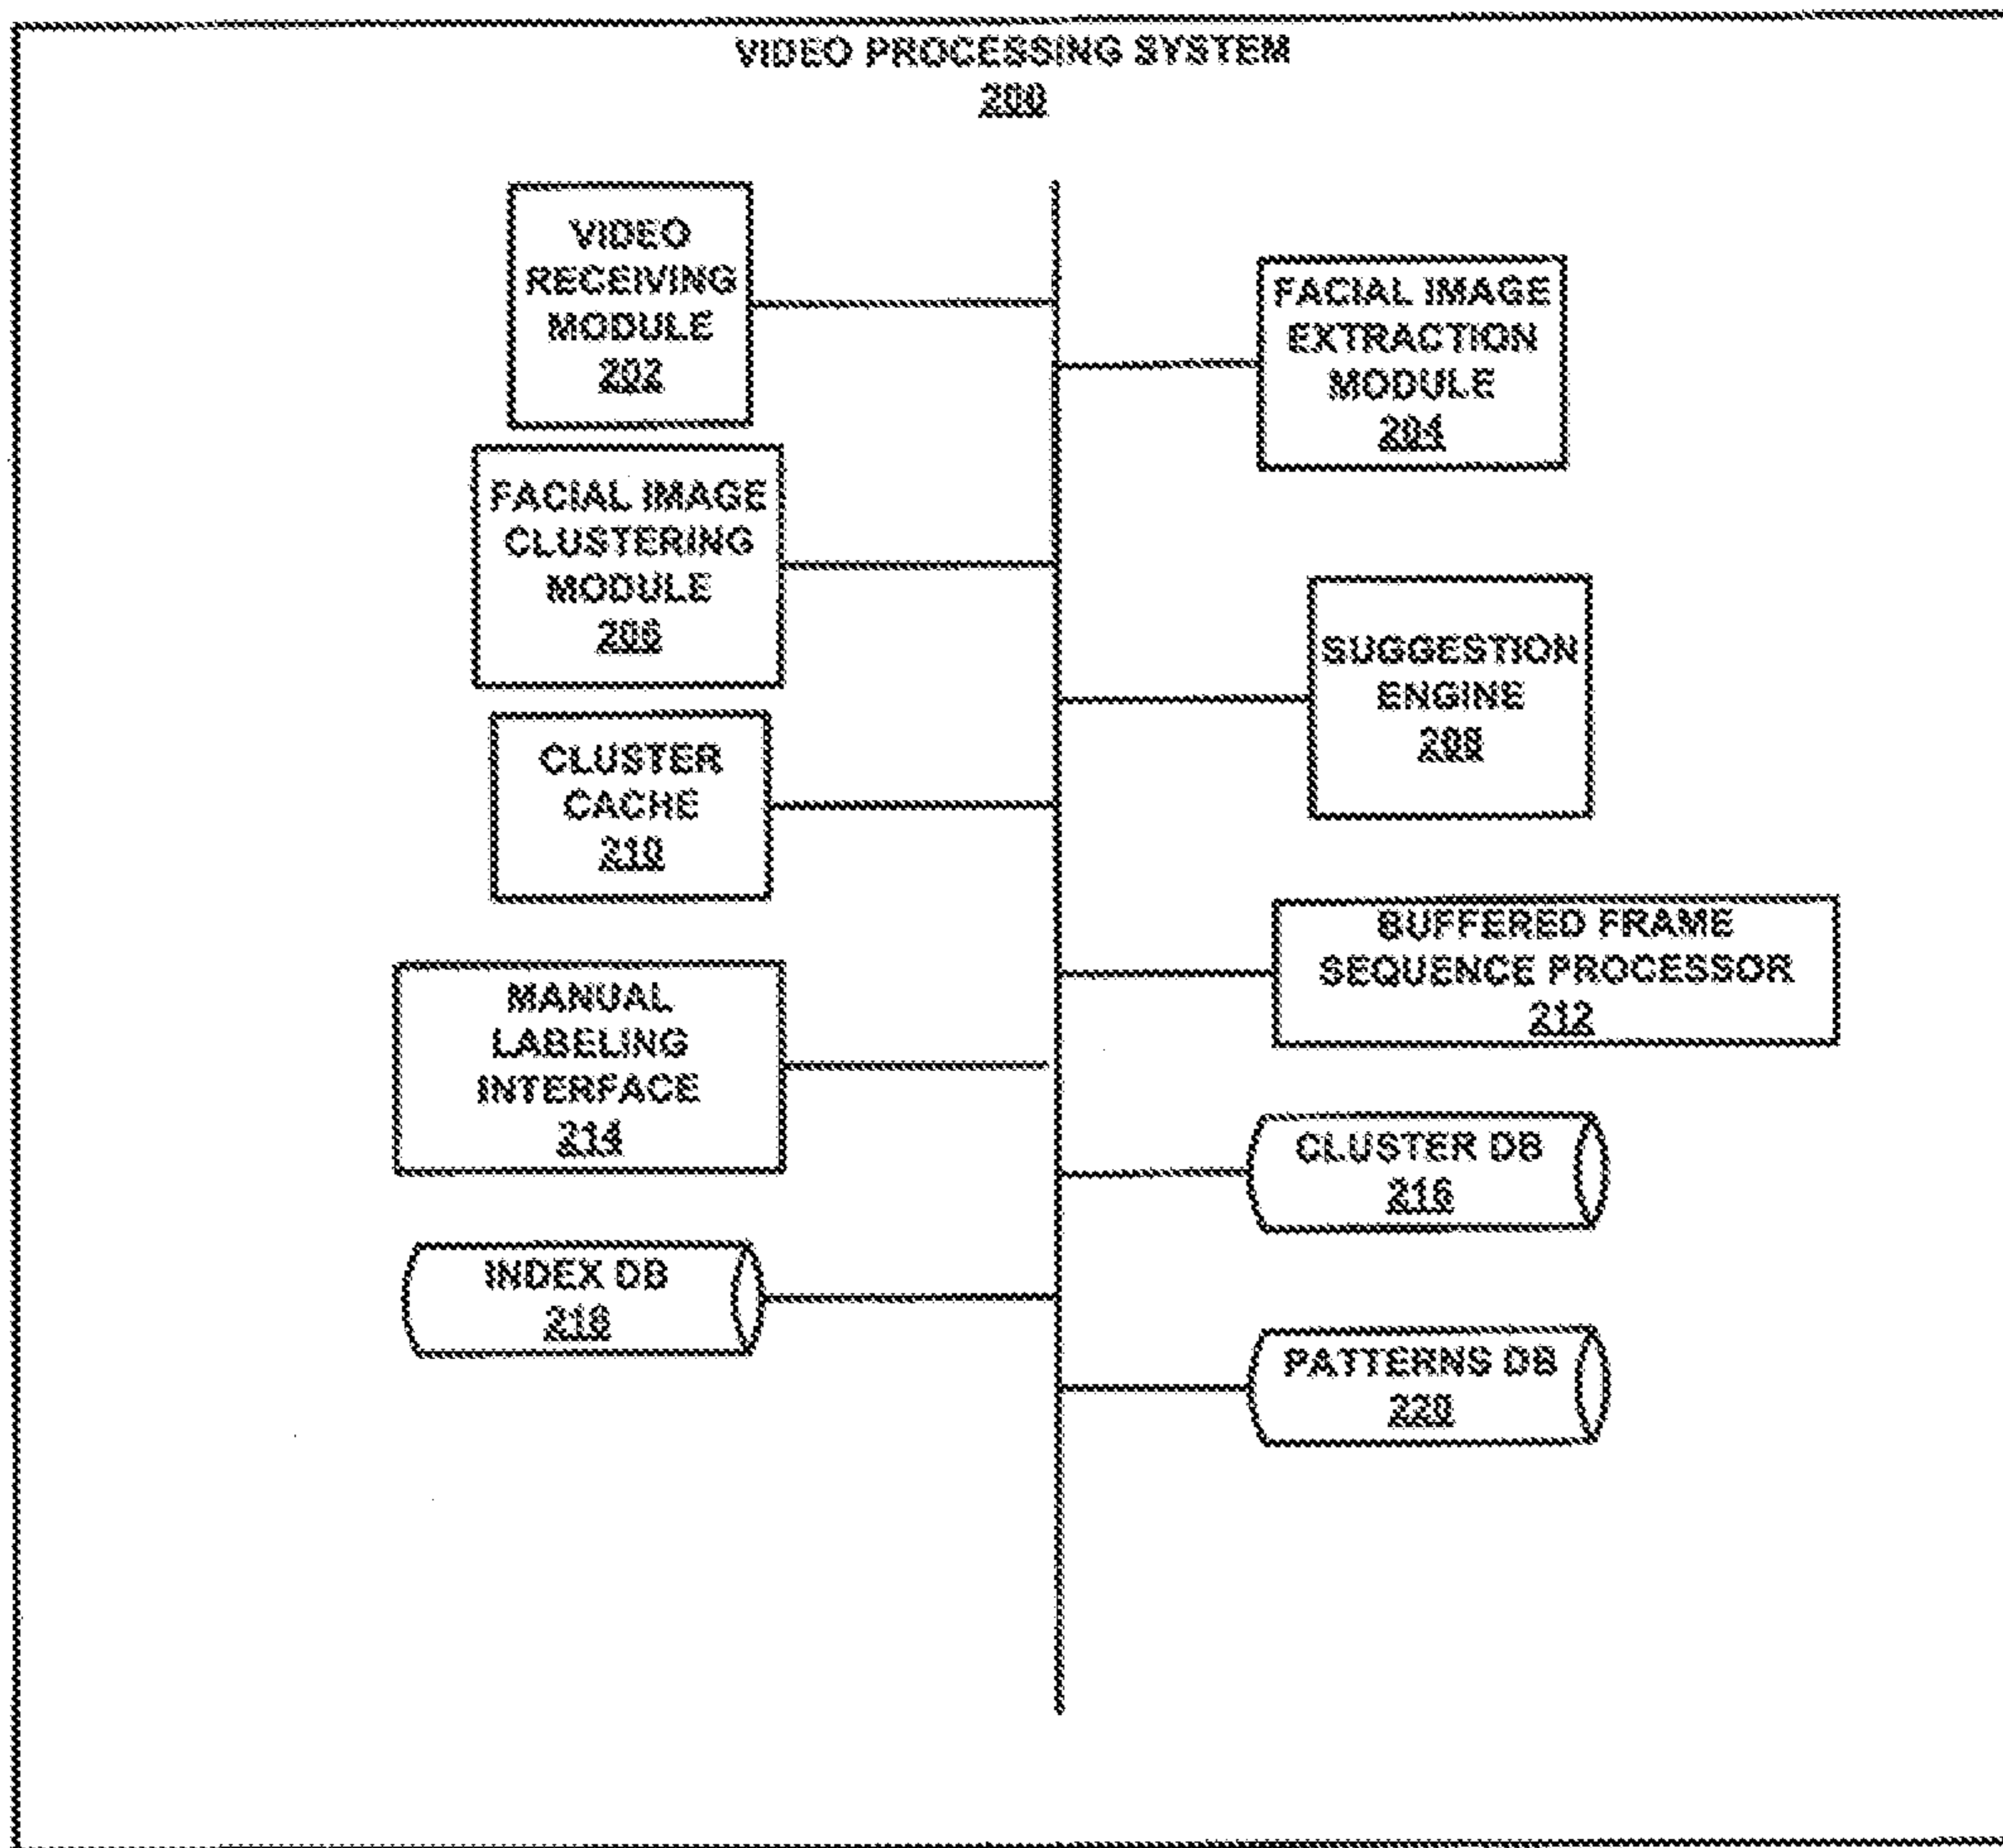 VIDEO PROCESSING SYSTEM
200
VIDEO
RECEIVING
MODULE
202
FACIAL IMAGE
EXTRACTION
MODULE
204
FACIAL IMAGE
CLUSTERING
MODULE
206
SUGGESTION
ENGINE
208
CLUSTER
CACHE
210
BUFFERED FRAME
SEQUENCE PROCESSOR
212
MANUAL
LABELING
INTERFACE
214
CLUSTER DB
216
INDEX DB
218
PATTERNS DB
220